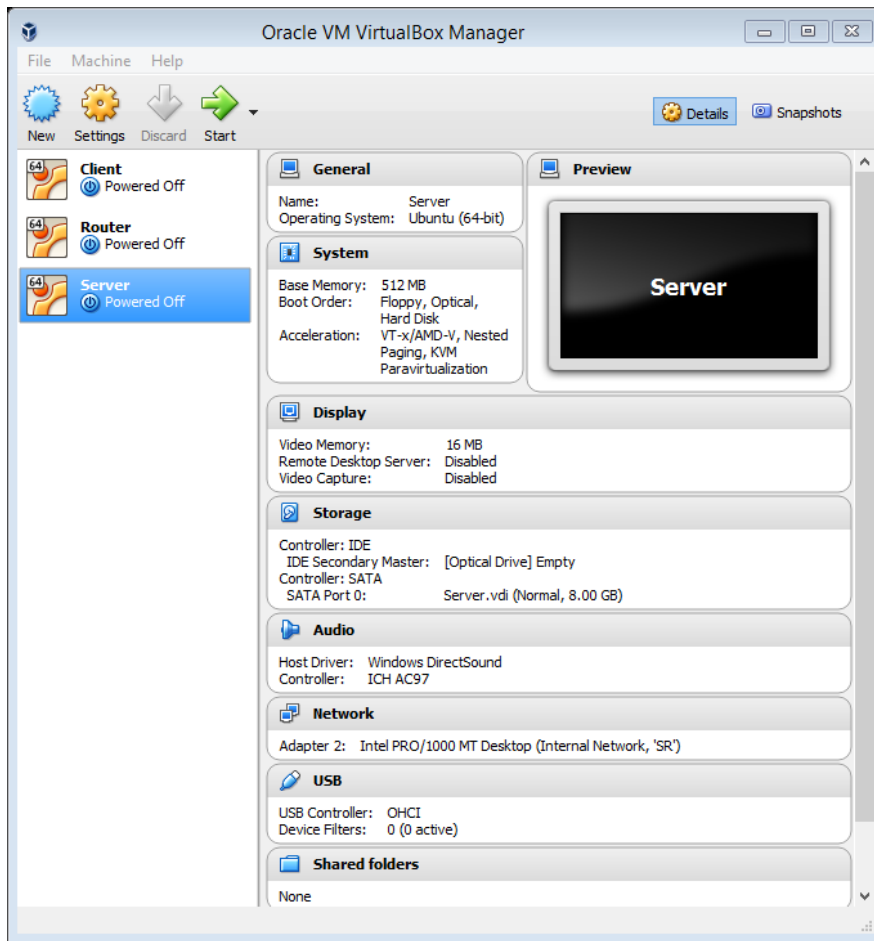 Oracle VM VirtualBox Manager
File Machine Help
New Settings Discard Start Details Snapshots
64 Client
Powered Off
64 Router
Powered Off
64 Server
Powered Off
General
Name: Server
Operating System: Ubuntu (64-bit)
System
Base Memory: 512 MB
Boot Order: Floppy, Optical,
Hard Disk
Acceleration: VT-x/AMD-V, Nested
Paging, KVM
Paravirtualization
Preview
Server
Display
Video Memory: 16 MB
Remote Desktop Server: Disabled
Video Capture: Disabled
Storage
Controller: IDE
IDE Secondary Master: [Optical Drive] Empty
Controller: SATA
SATA Port 0: Server.vdi (Normal, 8.00 GB)
Audio
Host Driver: Windows DirectSound
Controller: ICH AC97
Network
Adapter 2: Intel PRO/1000 MT Desktop (Internal Network, 'SR')
USB
USB Controller: OHCI
Device Filters: 0 (0 active)
Shared folders
None